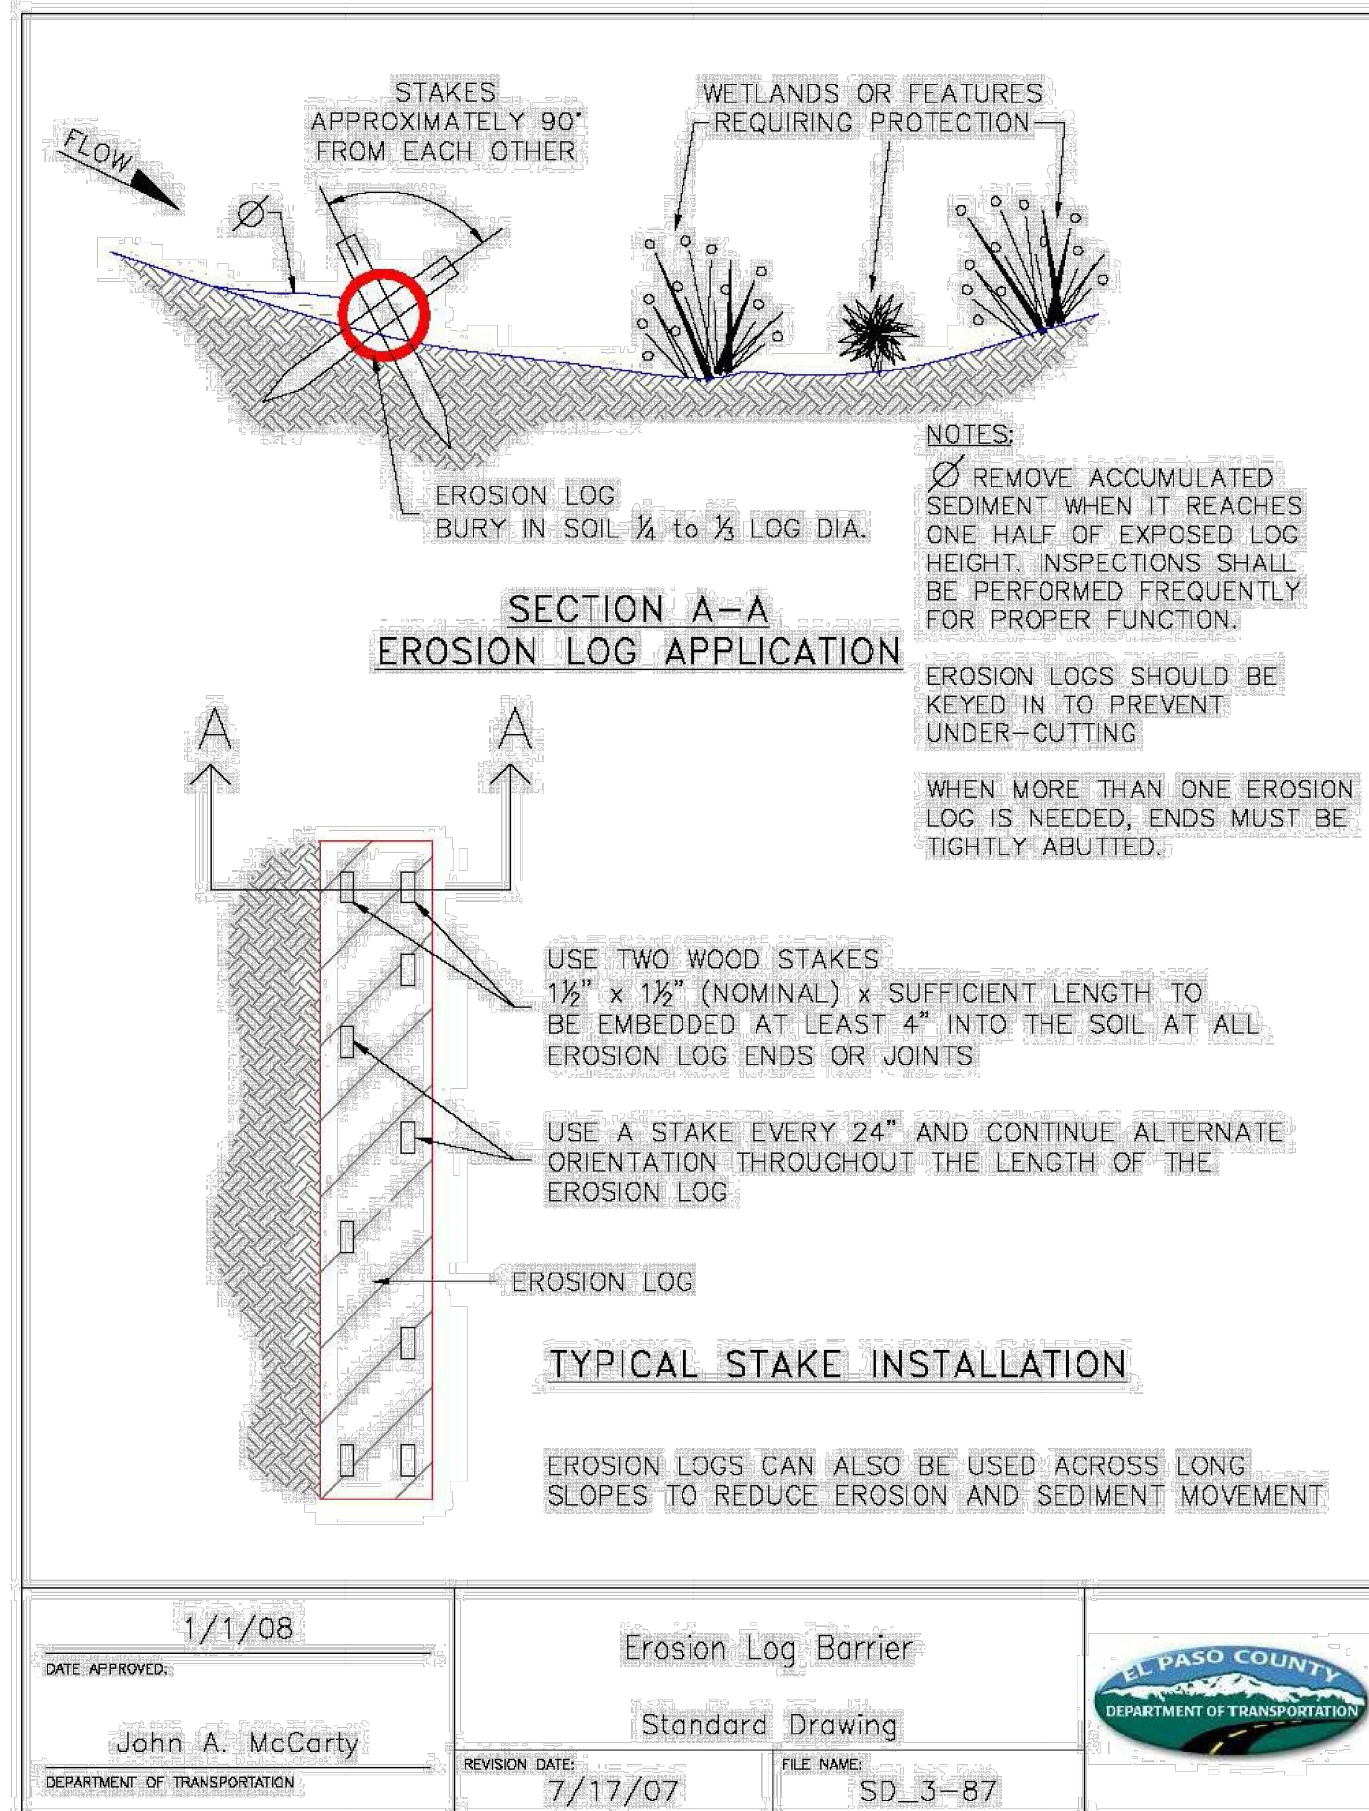 STAKES
APPROXIMATELY 90°
FROM EACH OTHER
WETLANDS OR FEATURES
REQUIRING PROTECTION
FLOW
Ø
EROSION LOG
BURY IN SOIL ¼ to ⅓ LOG DIA.
SECTION A-A
EROSION LOG APPLICATION
NOTES:
Ø REMOVE ACCUMULATED
SEDIMENT WHEN IT REACHES
ONE HALF OF EXPOSED LOG
HEIGHT. INSPECTIONS SHALL
BE PERFORMED FREQUENTLY
FOR PROPER FUNCTION.
EROSION LOGS SHOULD BE
KEYED IN TO PREVENT
UNDER-CUTTING
WHEN MORE THAN ONE EROSION
LOG IS NEEDED, ENDS MUST BE
TIGHTLY ABUTTED.
A A
USE TWO WOOD STAKES
1½" x 1½" (NOMINAL) x SUFFICIENT LENGTH TO
BE EMBEDDED AT LEAST 4" INTO THE SOIL AT ALL
EROSION LOG ENDS OR JOINTS
USE A STAKE EVERY 24" AND CONTINUE ALTERNATE
ORIENTATION THROUGHOUT THE LENGTH OF THE
EROSION LOG
EROSION LOG
TYPICAL STAKE INSTALLATION
EROSION LOGS CAN ALSO BE USED ACROSS LONG
SLOPES TO REDUCE EROSION AND SEDIMENT MOVEMENT
1/1/08
DATE APPROVED:
John A. McCarty
DEPARTMENT OF TRANSPORTATION
Erosion Log Barrier
Standard Drawing
REVISION DATE:
7/17/07
FILE NAME:
SD_3-87
EL PASO COUNTY
DEPARTMENT OF TRANSPORTATION